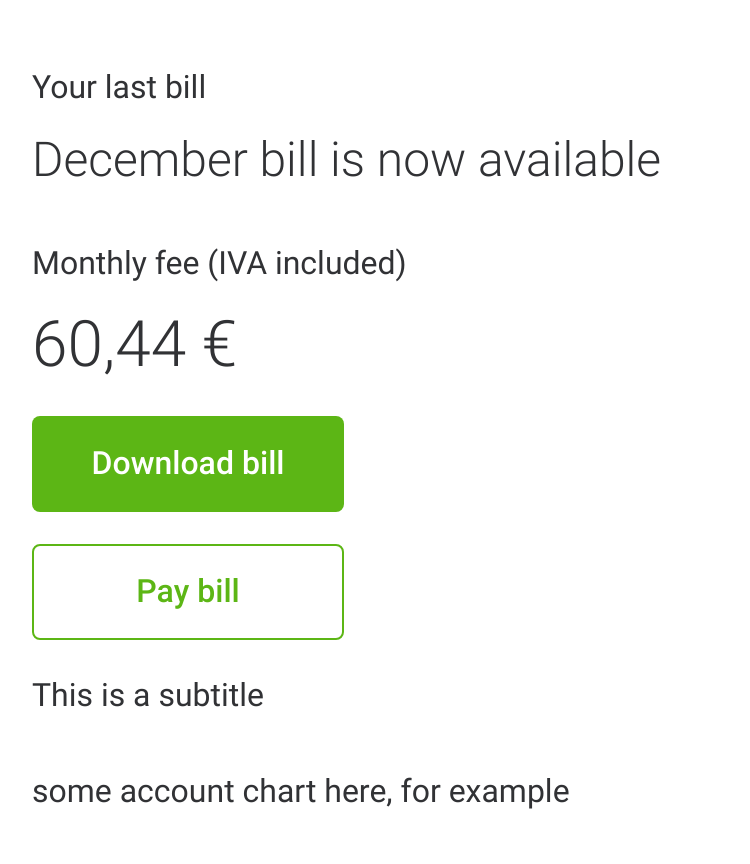 Your last bill
December bill is now available
Monthly fee (IVA included)
60,44 €
Download bill
Pay bill
This is a subtitle
some account chart here, for example